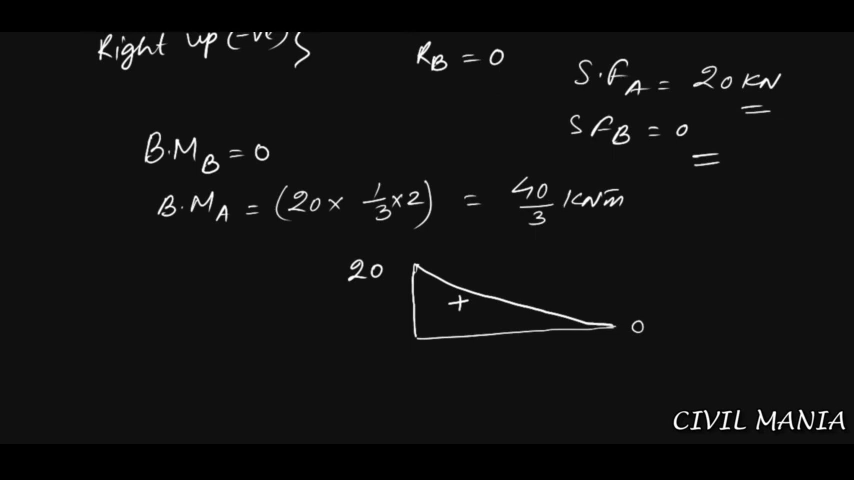 Right up (-ve)}
R_B = 0
S.F_A = 20 KN
S F_B = 0
B.M_B = 0
B.M_A = (20 × 1/3 × 2) = 40/3 KNm
20
+
0
CIVIL MANIA